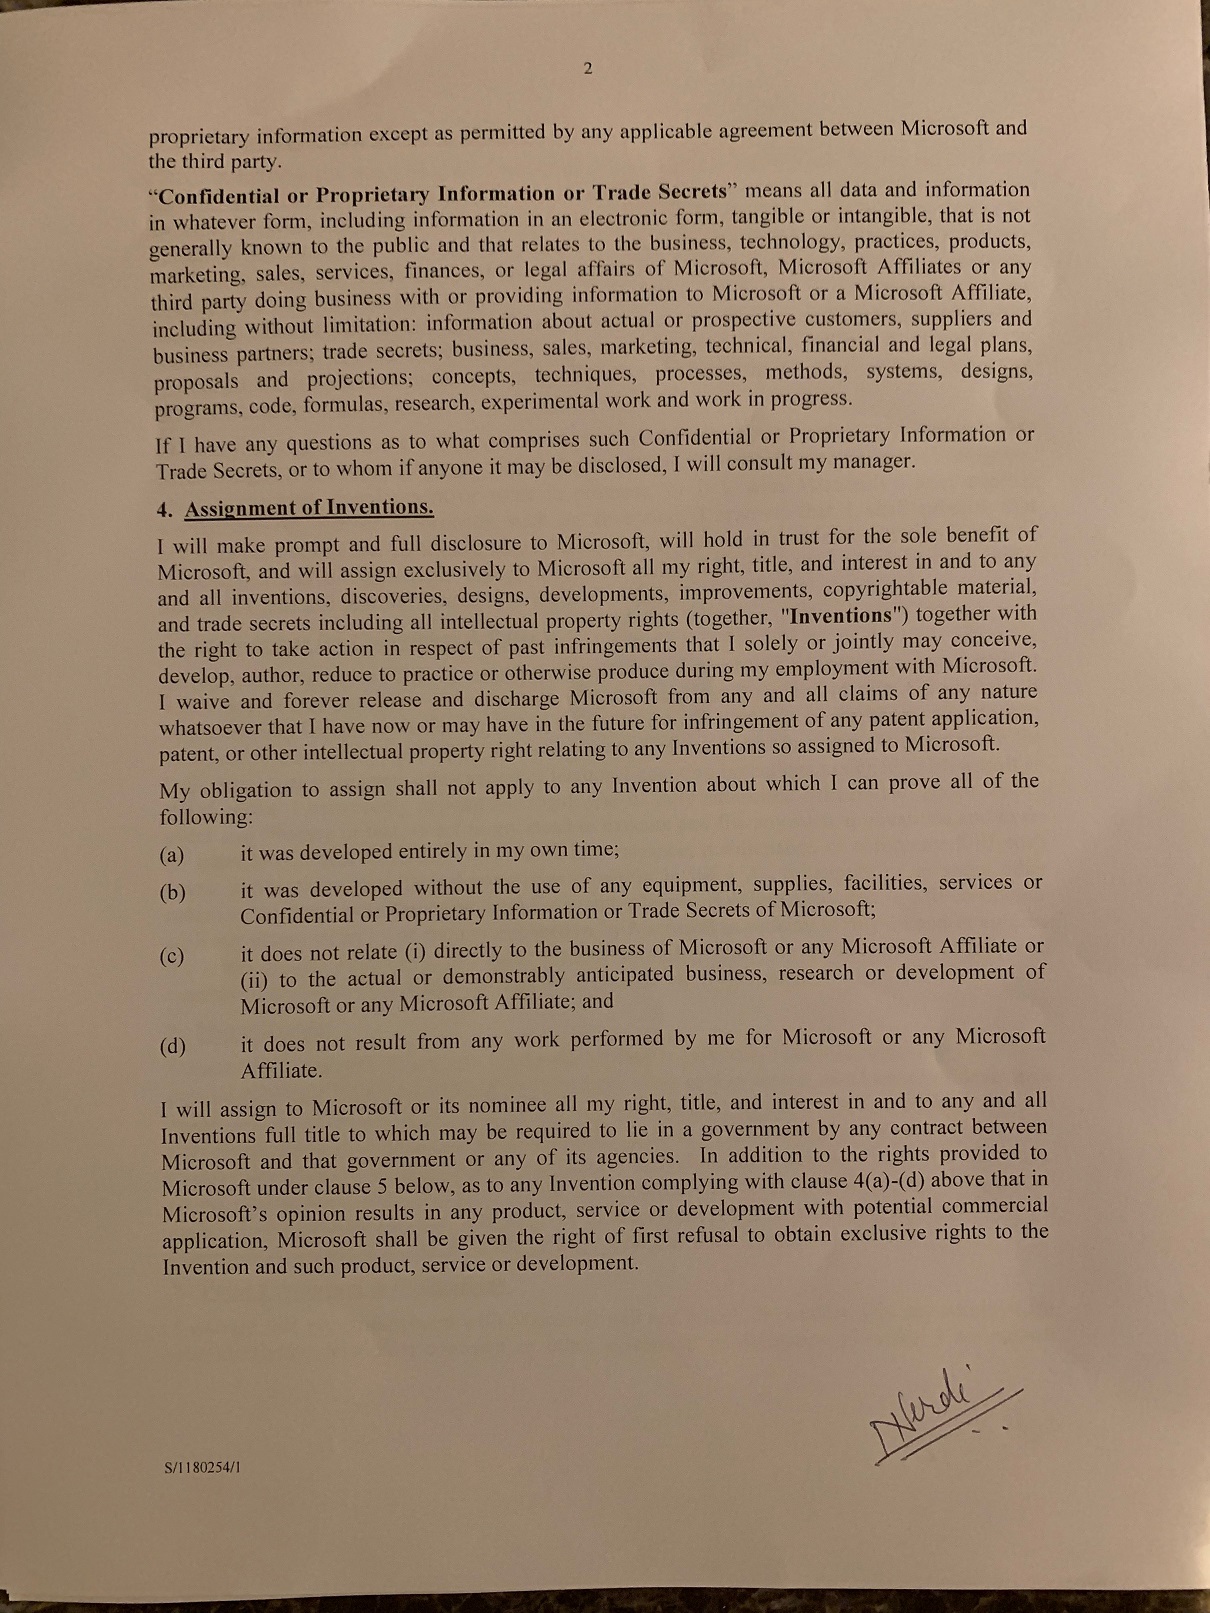 2
proprietary information except as permitted by any applicable agreement between Microsoft and
the third party.
“Confidential or Proprietary Information or Trade Secrets” means all data and information
in whatever form, including information in an electronic form, tangible or intangible, that is not
generally known to the public and that relates to the business, technology, practices, products,
marketing, sales, services, finances, or legal affairs of Microsoft, Microsoft Affiliates or any
third party doing business with or providing information to Microsoft or a Microsoft Affiliate,
including without limitation: information about actual or prospective customers, suppliers and
business partners; trade secrets; business, sales, marketing, technical, financial and legal plans,
proposals and projections; concepts, techniques, processes, methods, systems, designs,
programs, code, formulas, research, experimental work and work in progress.
If I have any questions as to what comprises such Confidential or Proprietary Information or
Trade Secrets, or to whom if anyone it may be disclosed, I will consult my manager.
4. Assignment of Inventions.
I will make prompt and full disclosure to Microsoft, will hold in trust for the sole benefit of
Microsoft, and will assign exclusively to Microsoft all my right, title, and interest in and to any
and all inventions, discoveries, designs, developments, improvements, copyrightable material,
and trade secrets including all intellectual property rights (together, "Inventions") together with
the right to take action in respect of past infringements that I solely or jointly may conceive,
develop, author, reduce to practice or otherwise produce during my employment with Microsoft.
I waive and forever release and discharge Microsoft from any and all claims of any nature
whatsoever that I have now or may have in the future for infringement of any patent application,
patent, or other intellectual property right relating to any Inventions so assigned to Microsoft.
My obligation to assign shall not apply to any Invention about which I can prove all of the
following:
(a) it was developed entirely in my own time;
(b) it was developed without the use of any equipment, supplies, facilities, services or
Confidential or Proprietary Information or Trade Secrets of Microsoft;
(c) it does not relate (i) directly to the business of Microsoft or any Microsoft Affiliate or
(ii) to the actual or demonstrably anticipated business, research or development of
Microsoft or any Microsoft Affiliate; and
(d) it does not result from any work performed by me for Microsoft or any Microsoft
Affiliate.
I will assign to Microsoft or its nominee all my right, title, and interest in and to any and all
Inventions full title to which may be required to lie in a government by any contract between
Microsoft and that government or any of its agencies. In addition to the rights provided to
Microsoft under clause 5 below, as to any Invention complying with clause 4(a)-(d) above that in
Microsoft’s opinion results in any product, service or development with potential commercial
application, Microsoft shall be given the right of first refusal to obtain exclusive rights to the
Invention and such product, service or development.
S/1180254/1